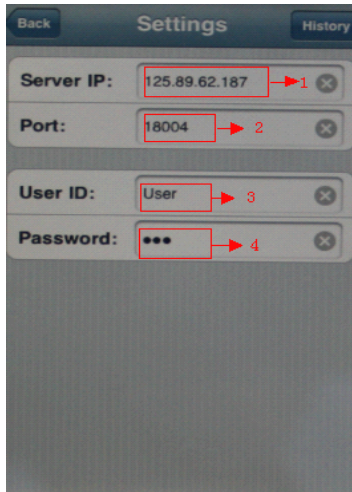 Back Settings History
Server IP: 125.89.62.187 1
Port: 18004 2
User ID: User 3
Password: ●●● 4